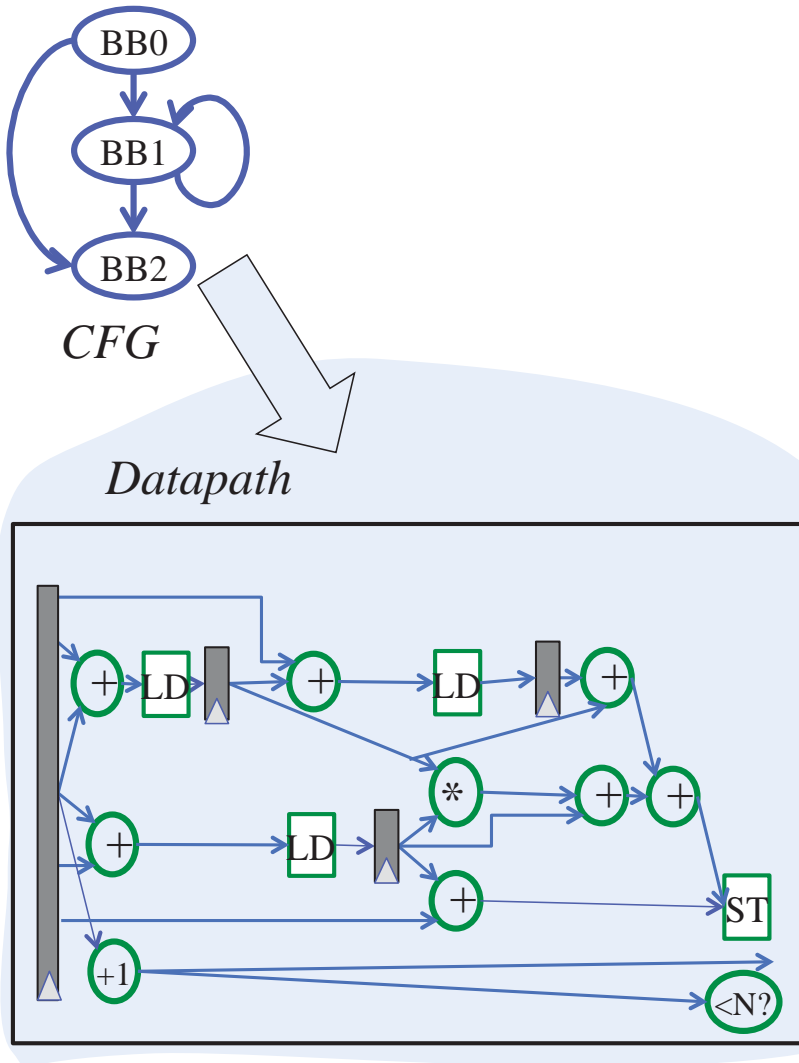 BB0
BB1
BB2
CFG
Datapath
+ LD + LD +
* + +
+ LD
+ ST
+1
<N?